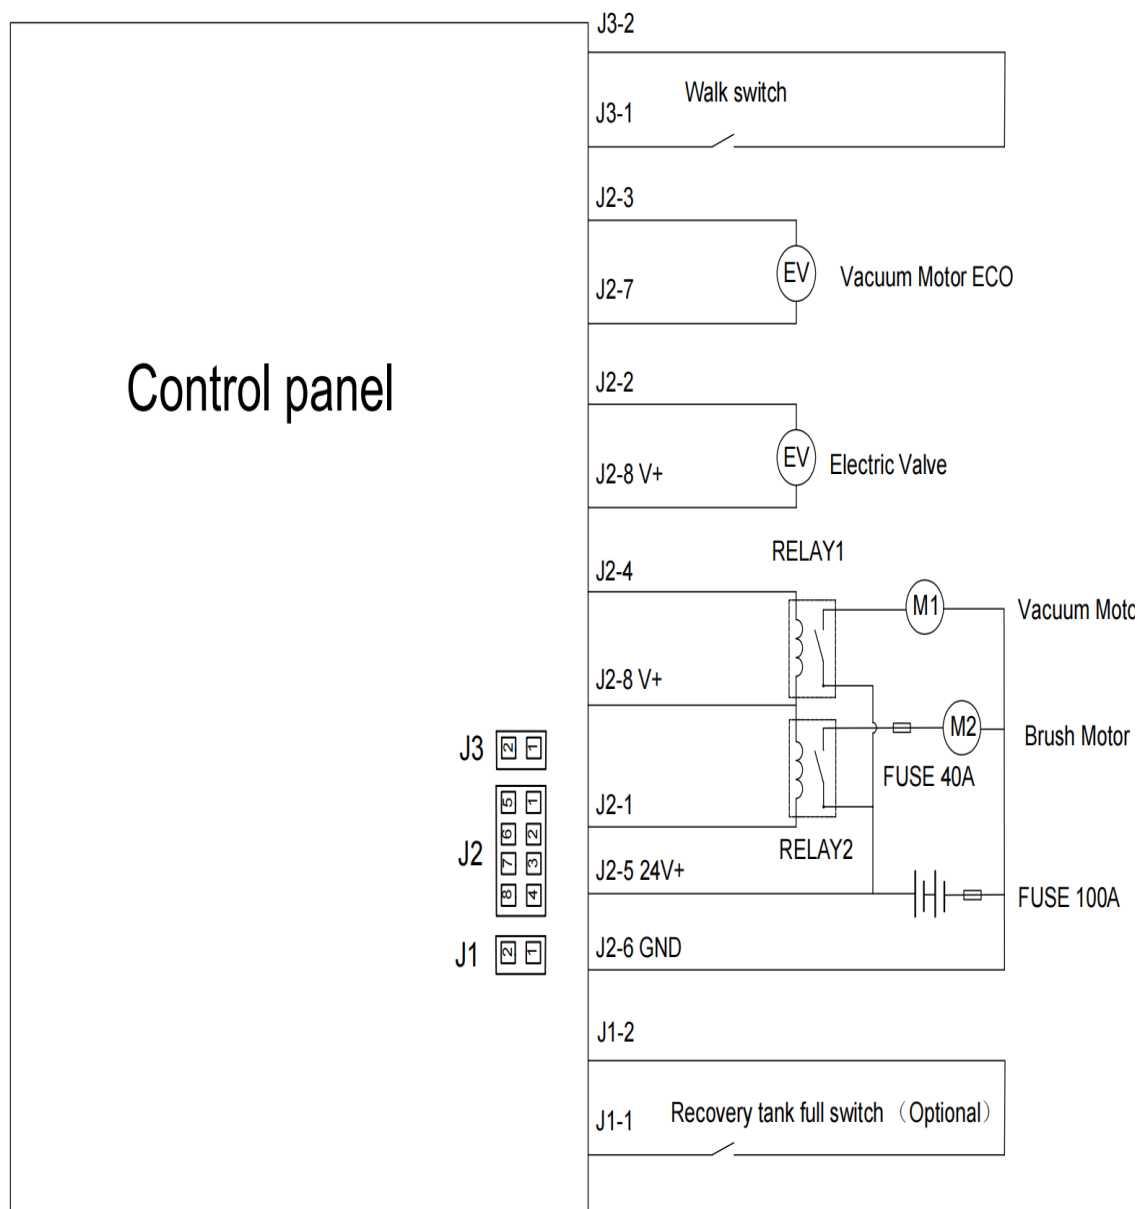 J3-2
Walk switch
J3-1
J2-3
J2-7
EV
Vacuum Motor ECO
Control panel
J2-2
J2-8 V+
EV
Electric Valve
RELAY1
J2-4
M1
Vacuum Moto
J2-8 V+
M2
Brush Motor
FUSE 40A
J3
2 1
J2
5 1
6 2
7 3
8 4
J2-1
RELAY2
J2-5 24V+
FUSE 100A
J1
2 1
J2-6 GND
J1-2
J1-1
Recovery tank full switch （Optional）